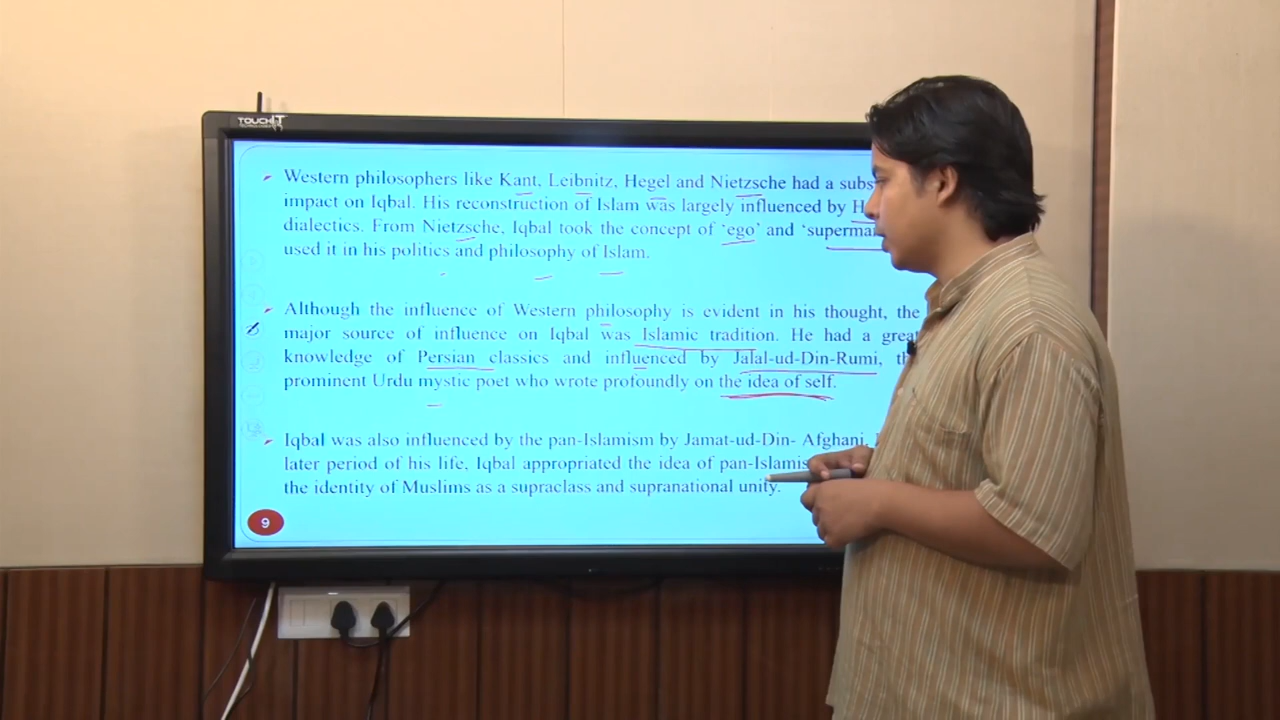 TOUCHIT
TECHNOLOGIES
Western philosophers like Kant, Leibnitz, Hegel and Nietzsche had a subs
impact on Iqbal. His reconstruction of Islam was largely influenced by H
dialectics. From Nietzsche, Iqbal took the concept of 'ego' and 'superma
used it in his politics and philosophy of Islam.
Although the influence of Western philosophy is evident in his thought, the
major source of influence on Iqbal was Islamic tradition. He had a great
knowledge of Persian classics and influenced by Jalal-ud-Din-Rumi, th
prominent Urdu mystic poet who wrote profoundly on the idea of self.
Iqbal was also influenced by the pan-Islamism by Jamat-ud-Din- Afghani.
later period of his life, Iqbal appropriated the idea of pan-Islamis
the identity of Muslims as a supraclass and supranational unity.
9